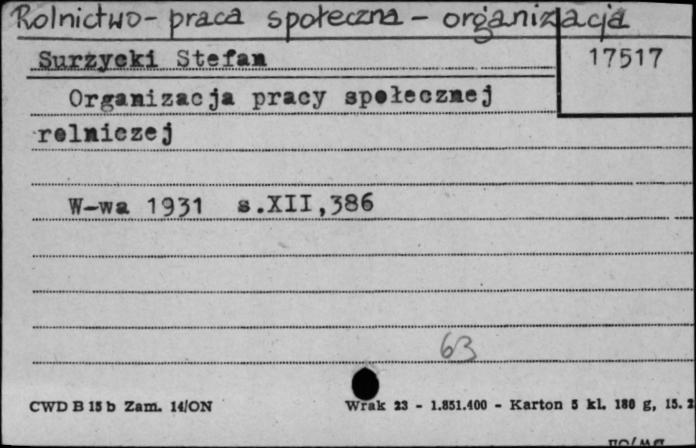 Rolnictwo - praca społeczna - organizacja
Surzycki Stefan
17517
Organizacja pracy społecznej
rolniczej
W-wa 1931 s.XII,386
63
CWD B 15 b Zam. 14/ON
Wrak 23 - 1.851.400 - Karton 5 kl. 180 g, 15. 2